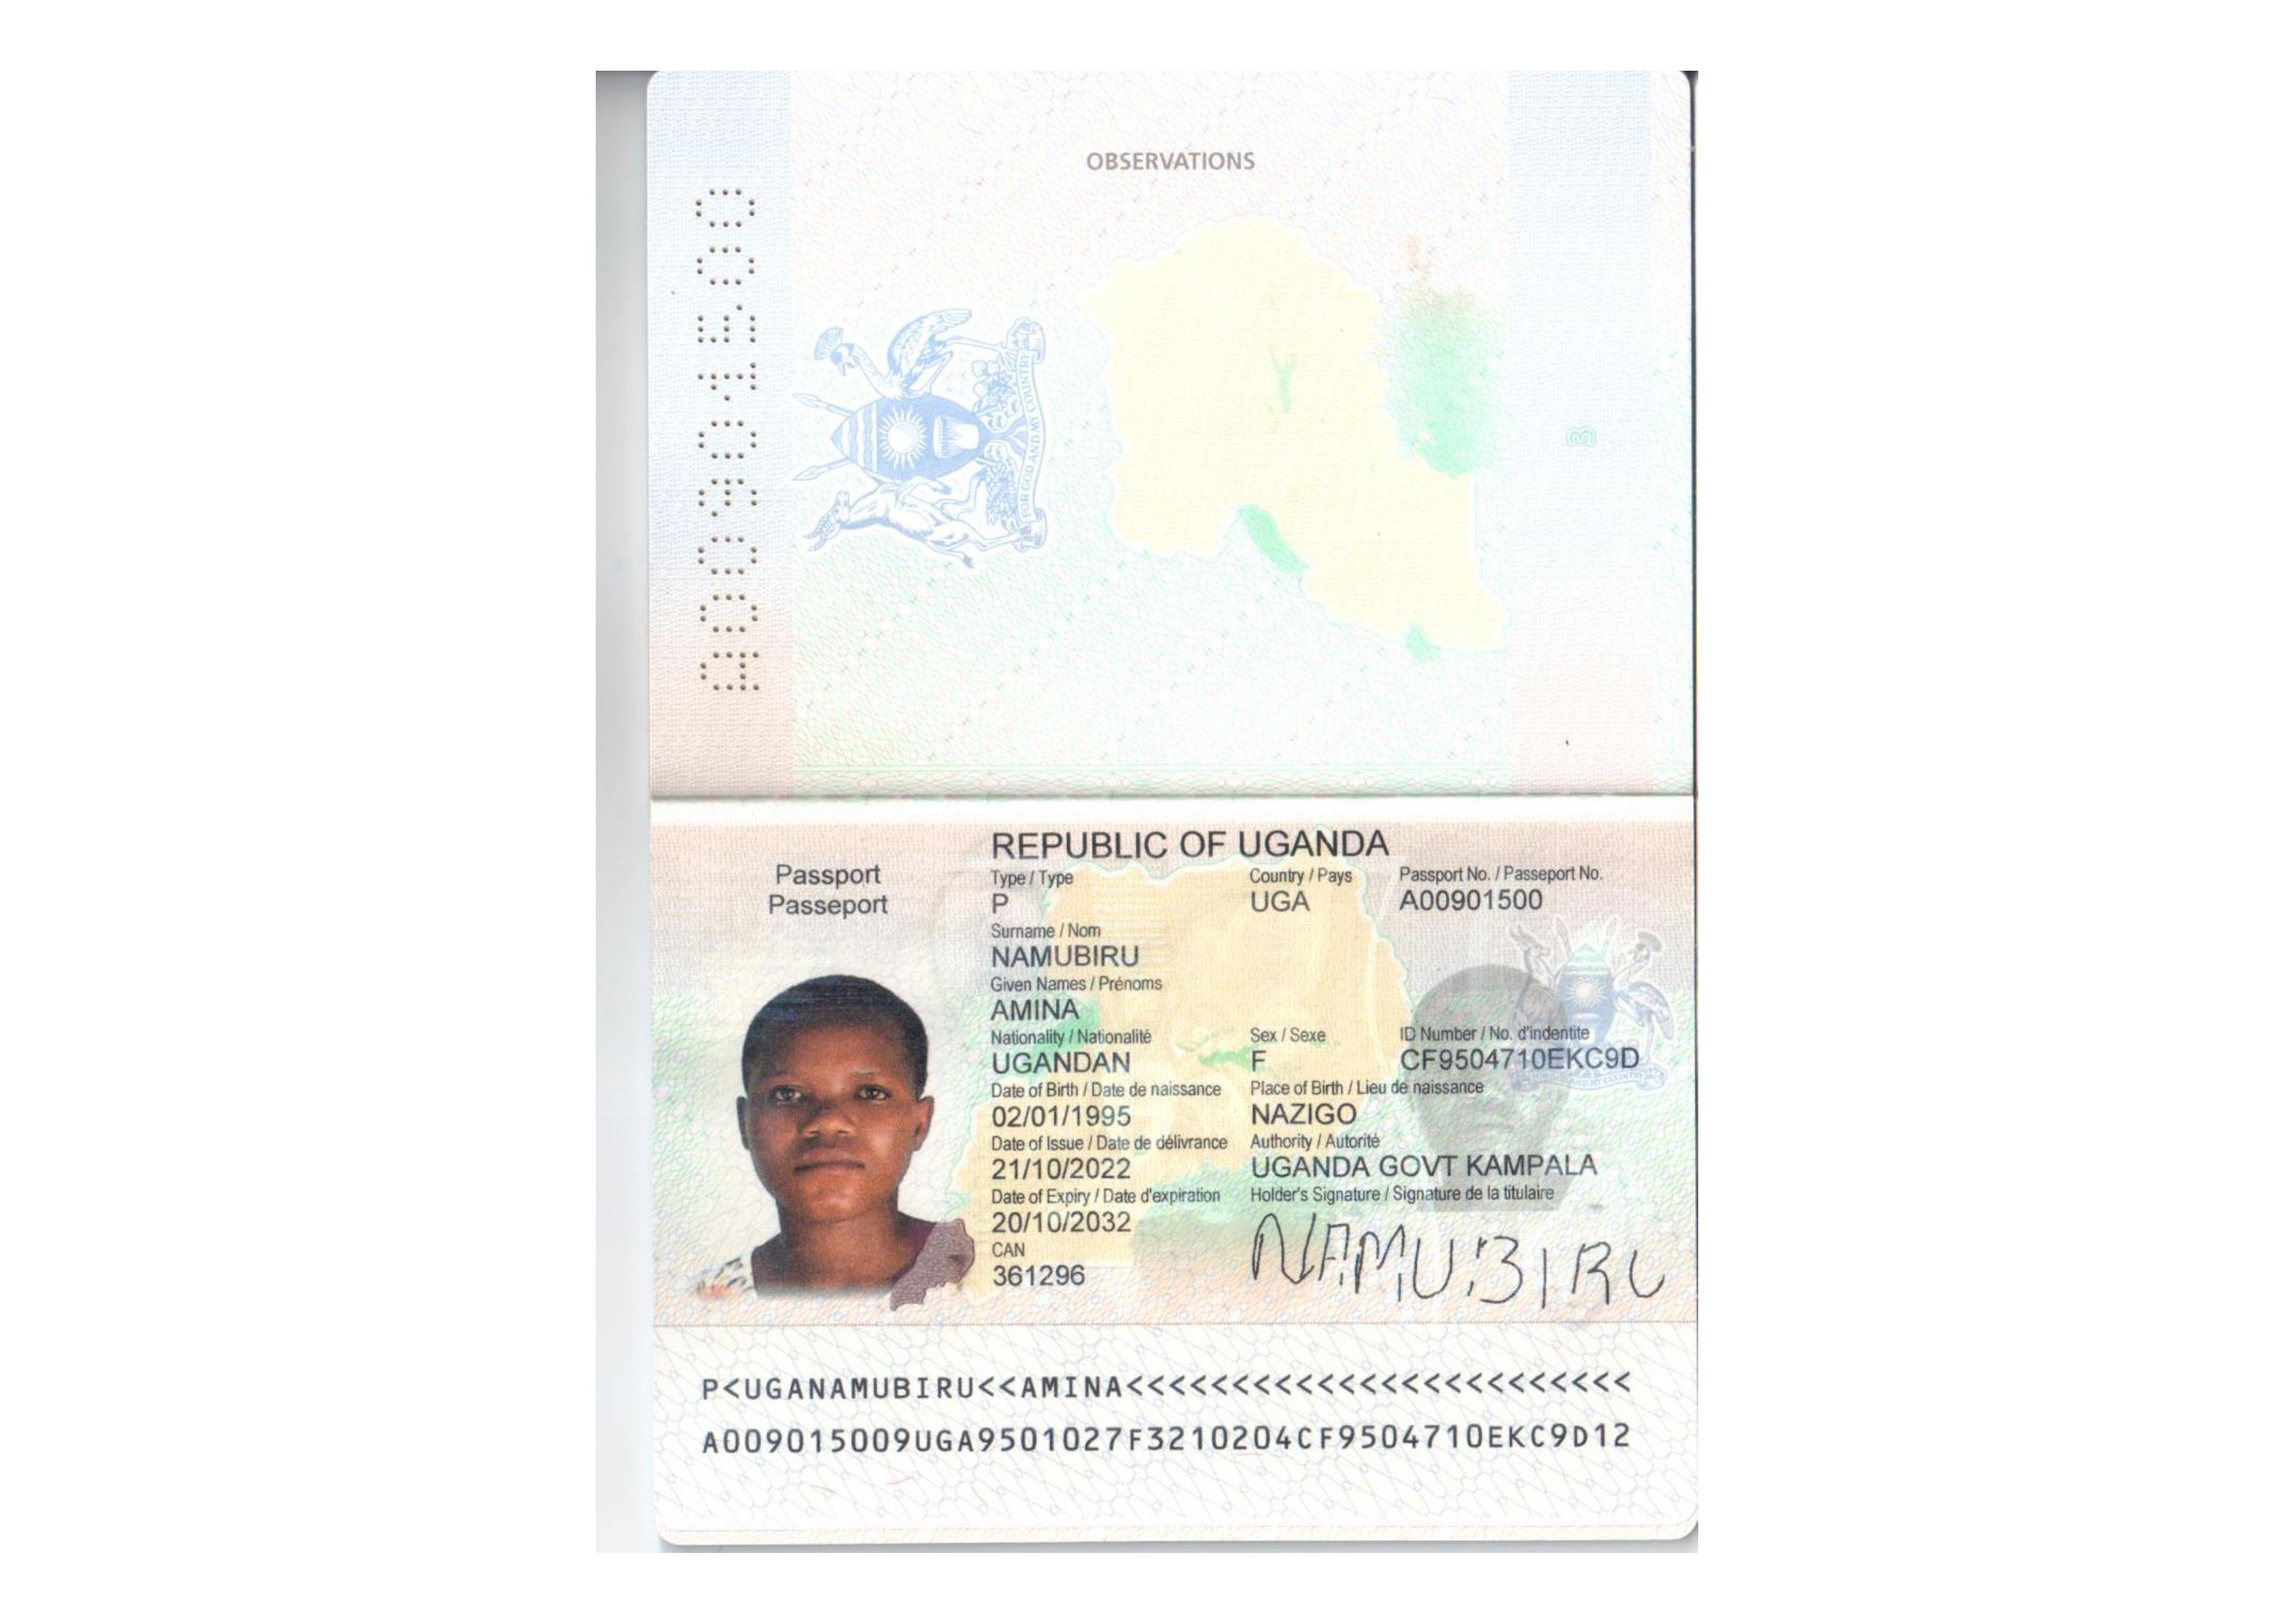 OBSERVATIONS
A00901500
FOR GOD AND MY COUNTRY
3
REPUBLIC OF UGANDA
Passport
Passeport
Type / Type
Country / Pays
Passport No. / Passeport No.
P
UGA
A00901500
Surname / Nom
NAMUBIRU
Given Names / Prénoms
AMINA
Nationality / Nationalité
Sex / Sexe
ID Number / No. d'indentite
UGANDAN
F
CF9504710EKC9D
Date of Birth / Date de naissance
Place of Birth / Lieu de naissance
02/01/1995
NAZIGO
Date of Issue / Date de délivrance
Authority / Autorité
21/10/2022
UGANDA GOVT KAMPALA
Date of Expiry / Date d'expiration
Holder's Signature / Signature de la titulaire
20/10/2032
NAMUBIRU
CAN
361296
P<UGANAMUBIRU<<AMINA<<<<<<<<<<<<<<<<<<<<<<<<
A009015009UGA9501027F3210204CF9504710EKC9D12